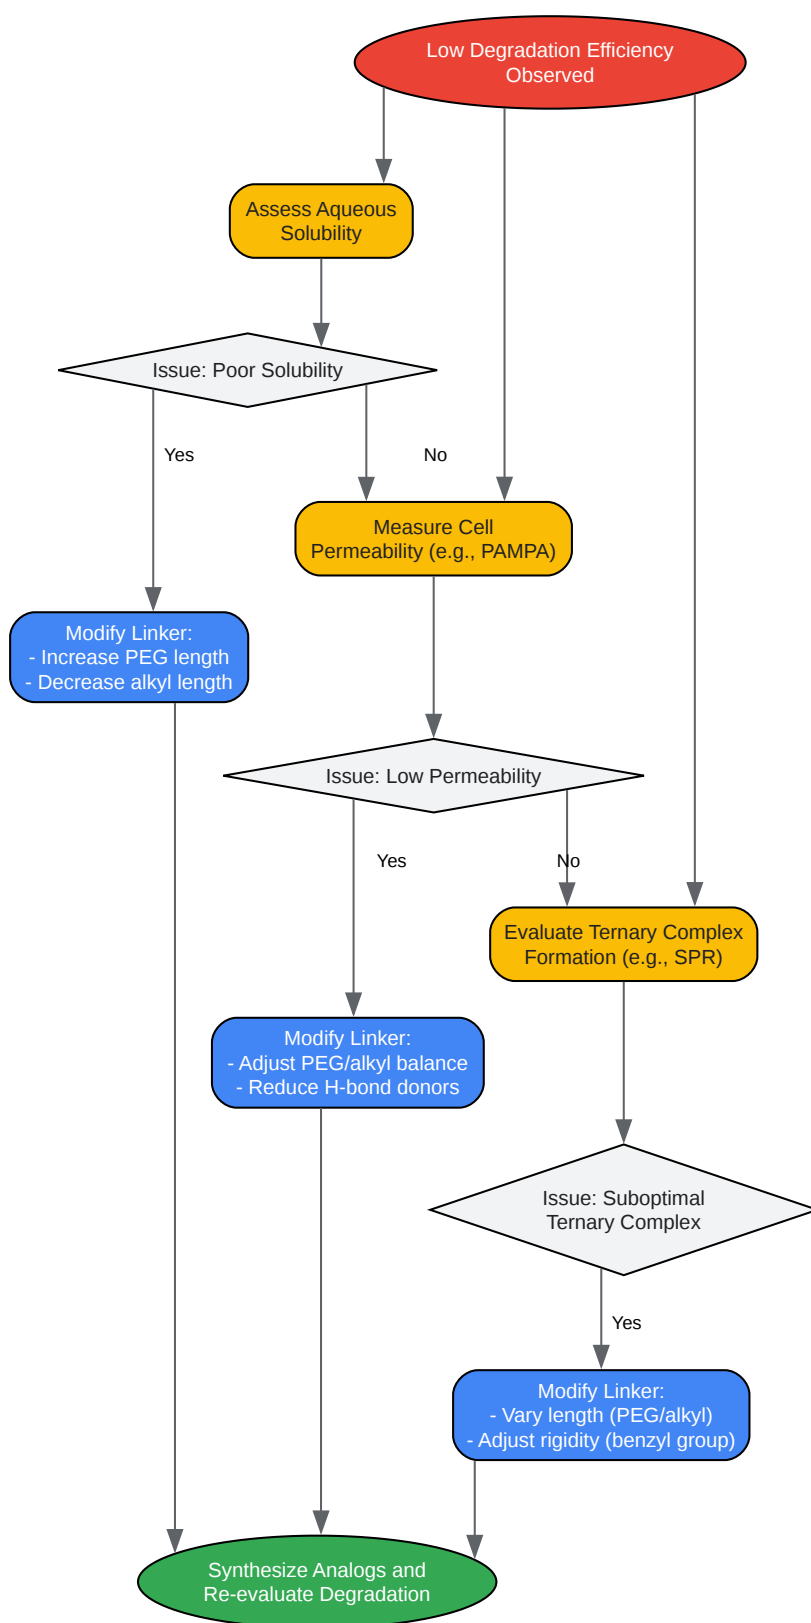 Low Degradation Efficiency
Observed
Assess Aqueous
Solubility
Issue: Poor Solubility
Yes
No
Measure Cell
Permeability (e.g., PAMPA)
Modify Linker:
- Increase PEG length
- Decrease alkyl length
Issue: Low Permeability
Yes
No
Evaluate Ternary Complex
Formation (e.g., SPR)
Modify Linker:
- Adjust PEG/alkyl balance
- Reduce H-bond donors
Issue: Suboptimal
Ternary Complex
Yes
Modify Linker:
- Vary length (PEG/alkyl)
- Adjust rigidity (benzyl group)
Synthesize Analogs and
Re-evaluate Degradation